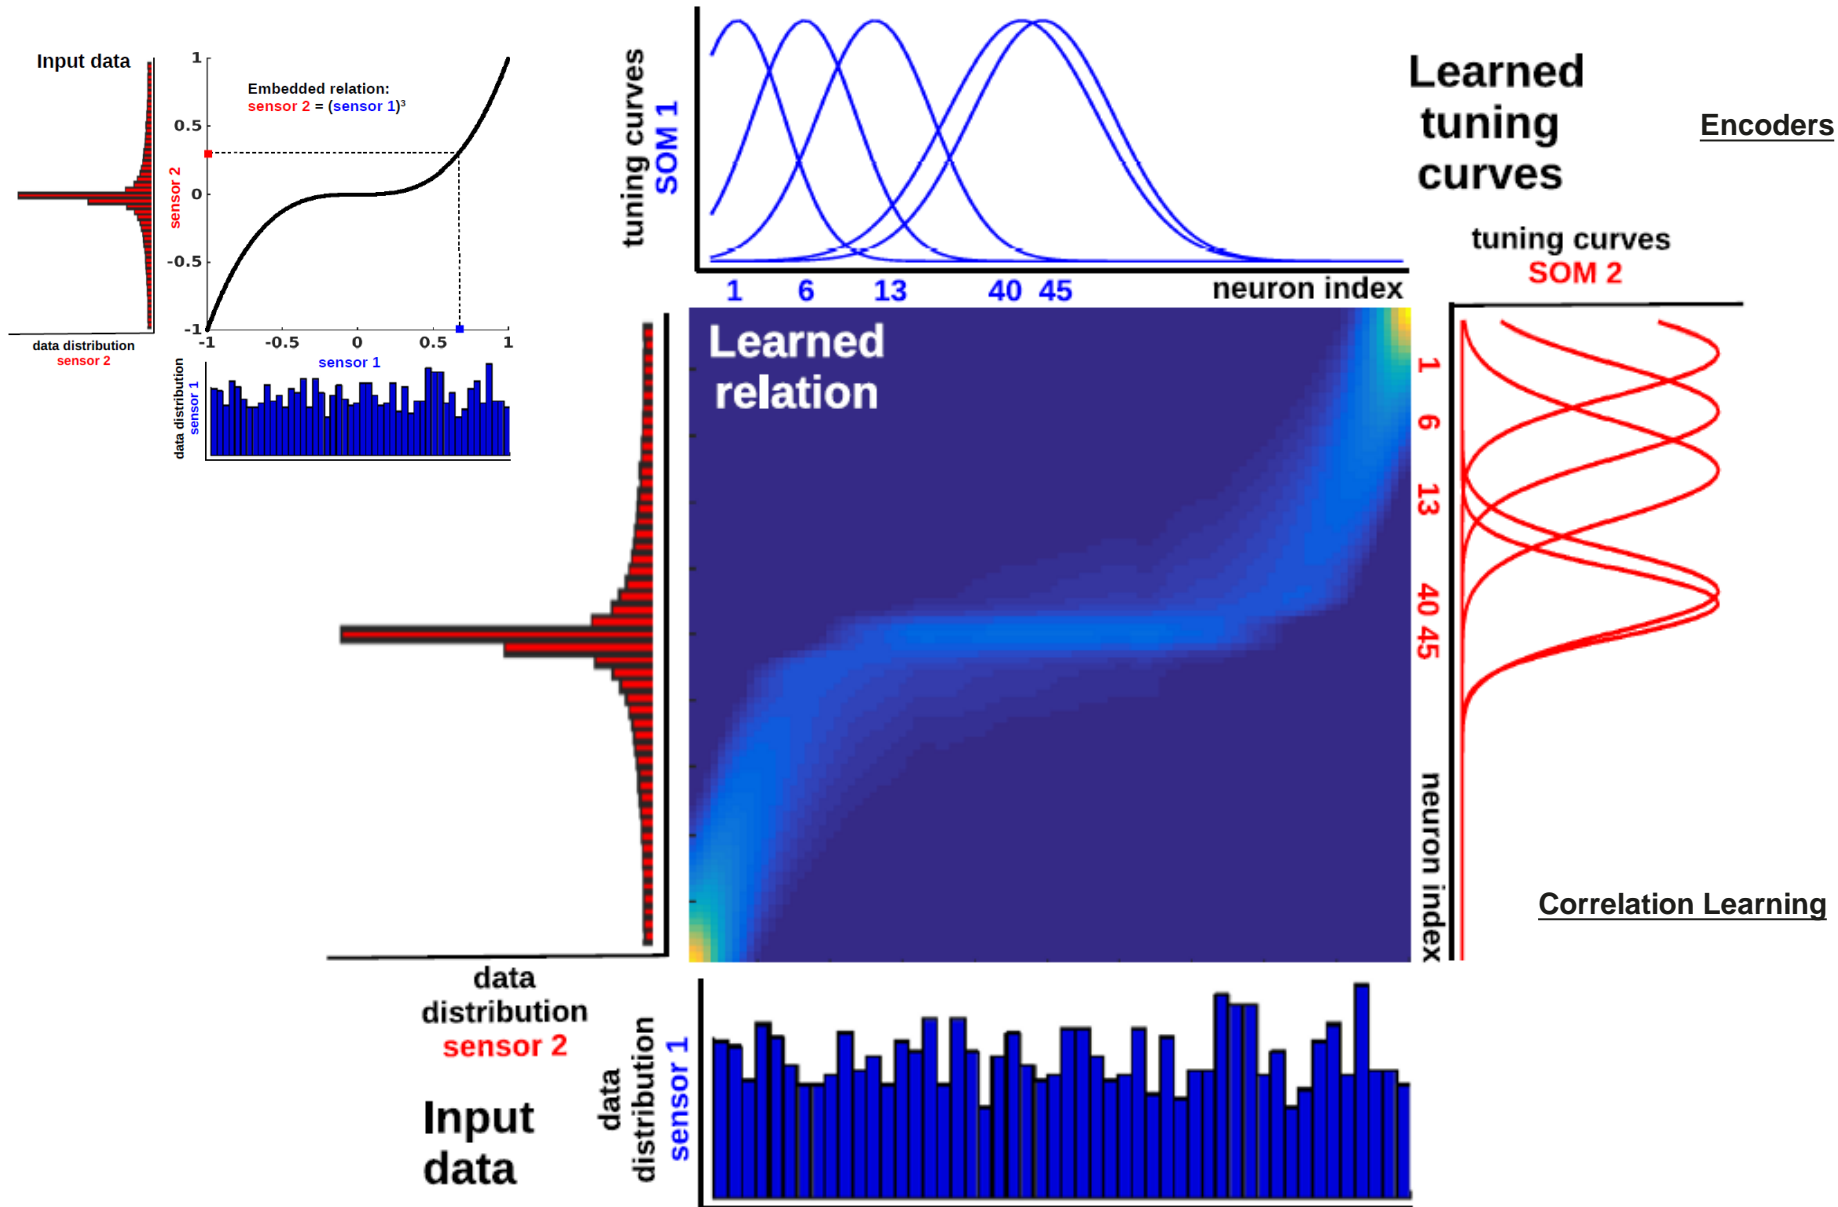 Input data
1
0.5
0
-0.5
-1
sensor 2
Embedded relation:
sensor 2 = (sensor 1)³
-1
-0.5
0
0.5
1
sensor 1
data distribution
sensor 2
data distribution
sensor 1
tuning curves
SOM 1
1
6
13
40
45
neuron index
Learned
tuning
curves
Encoders
tuning curves
SOM 2
Learned
relation
1
6
13
40
45
neuron index
Correlation Learning
data
distribution
sensor 2
Input
data
data
distribution
sensor 1